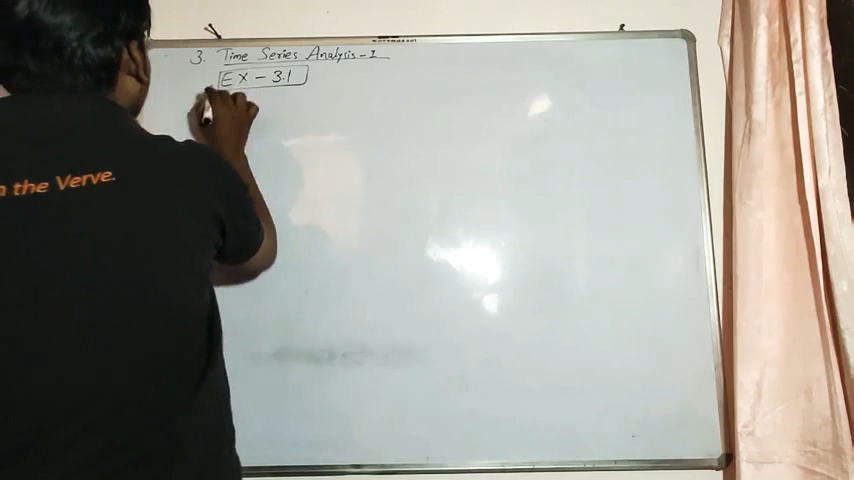 3. Time Series Analysis - I
EX - 3.1
the Verve.